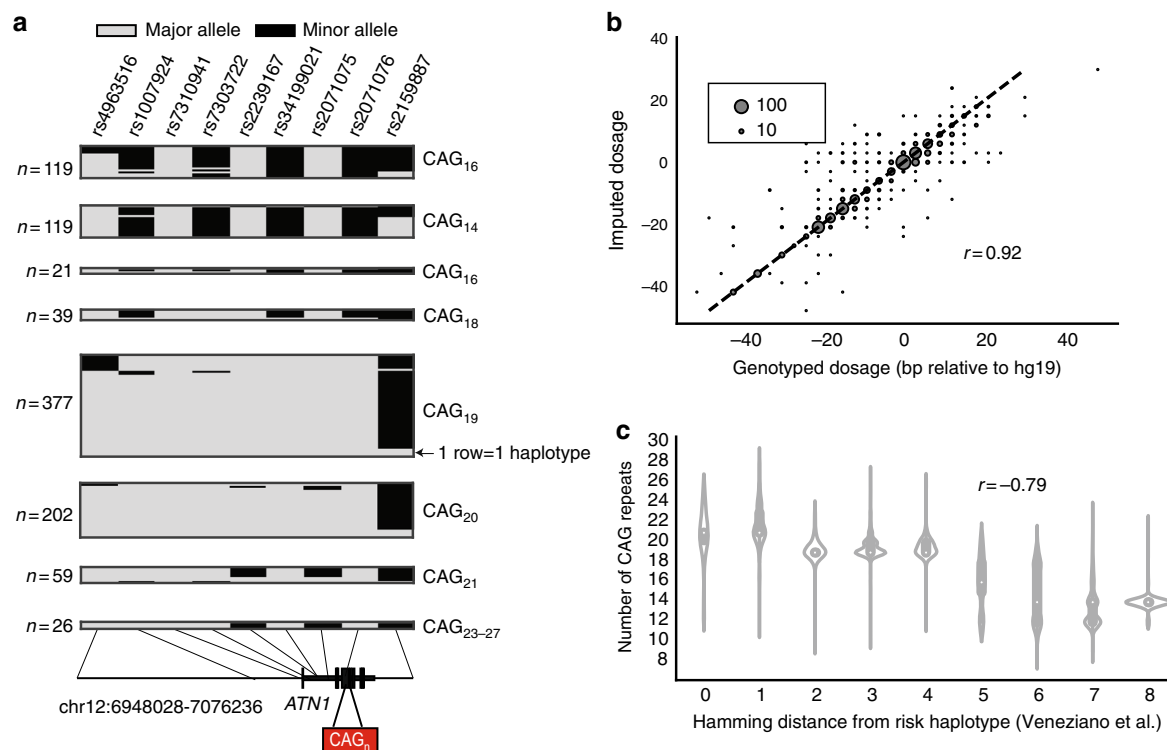 a
Major allele
Minor allele
rs4963516
rs1007924
rs7310941
rs7303722
rs2239167
rs34199021
rs2071075
rs2071076
rs2159887
n=119
CAG16
n=119
CAG14
n=21
CAG16
n=39
CAG18
n=377
CAG19
← 1 row=1 haplotype
n=202
CAG20
n=59
CAG21
n=26
CAG23–27
ATN1
chr12:6948028-7076236
CAGn
b
40
20
0
−20
−40
Imputed dosage
100
10
r=0.92
−40
−20
0
20
40
Genotyped dosage (bp relative to hg19)
c
30
28
26
24
22
20
18
16
14
12
10
8
Number of CAG repeats
r=−0.79
0 1 2 3 4 5 6 7 8
Hamming distance from risk haplotype (Veneziano et al.)